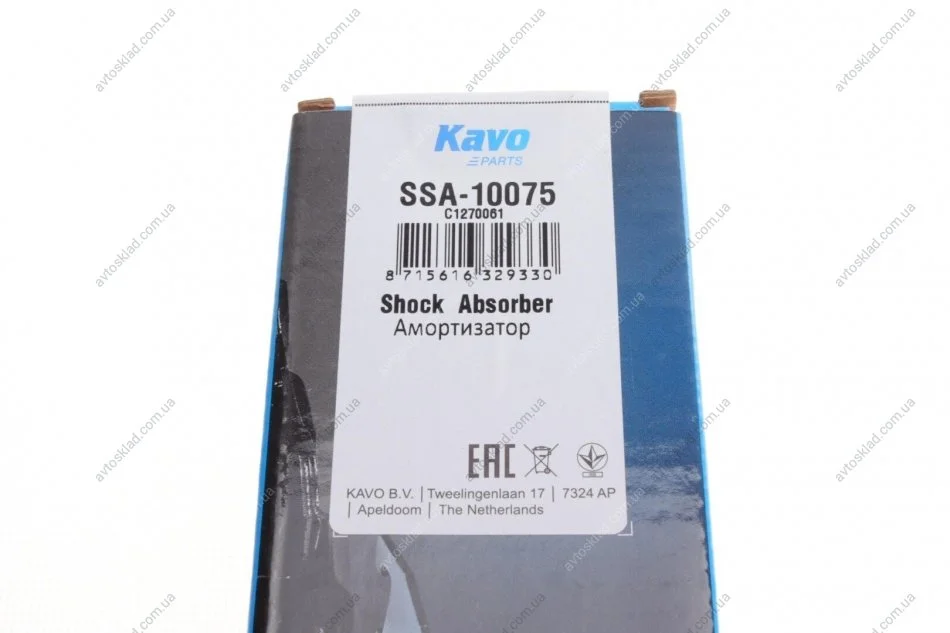 Kavo
PARTS
SSA-10075
C1270061
8 715616 329330
Shock Absorber
Амортизатор
EAC
KAVO B.V. | Tweelingenlaan 17 | 7324 AP
| Apeldoom | The Netherlands
avtosklad.com.ua